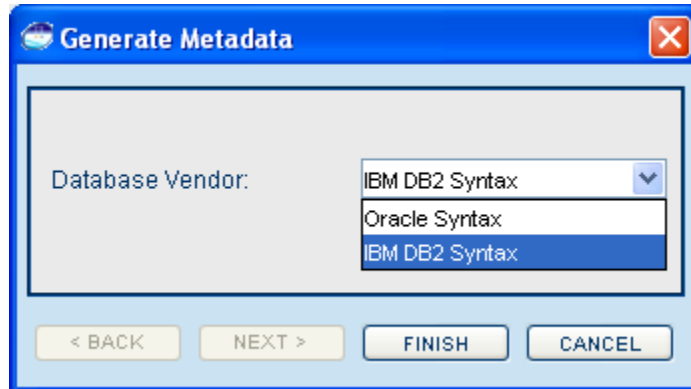 Generate Metadata
Database Vendor: IBM DB2 Syntax
Oracle Syntax
IBM DB2 Syntax
< BACK NEXT > FINISH CANCEL